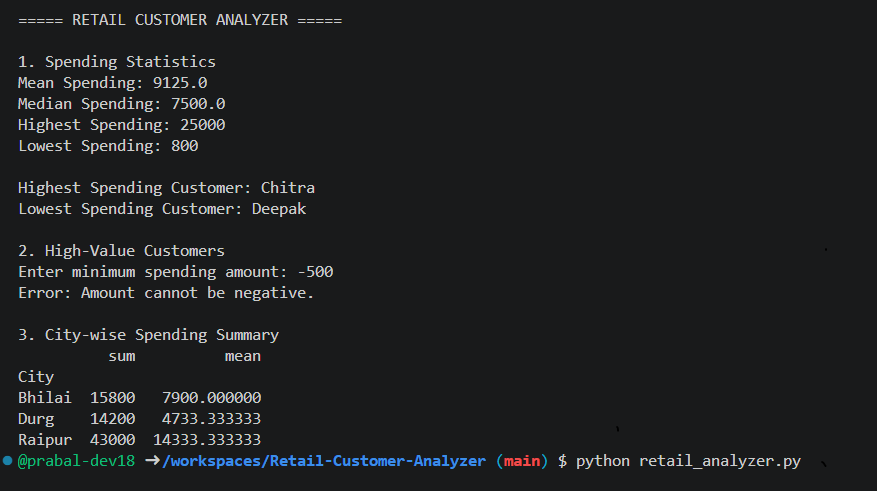 ===== RETAIL CUSTOMER ANALYZER =====
1. Spending Statistics
Mean Spending: 9125.0
Median Spending: 7500.0
Highest Spending: 25000
Lowest Spending: 800
Highest Spending Customer: Chitra
Lowest Spending Customer: Deepak
2. High-Value Customers
Enter minimum spending amount: -500
Error: Amount cannot be negative.
3. City-wise Spending Summary
sum mean
City
Bhilai 15800 7900.000000
Durg 14200 4733.333333
Raipur 43000 14333.333333
@prabal-dev18 →/workspaces/Retail-Customer-Analyzer (main) $ python retail_analyzer.py